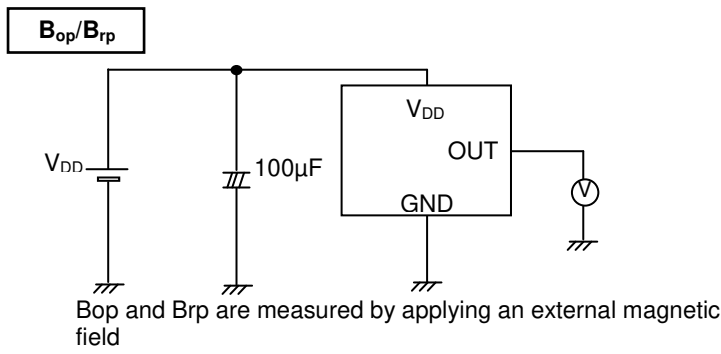 Bop/Brp
VDD
VDD
100µF
OUT
V
GND
Bop and Brp are measured by applying an external magnetic
field